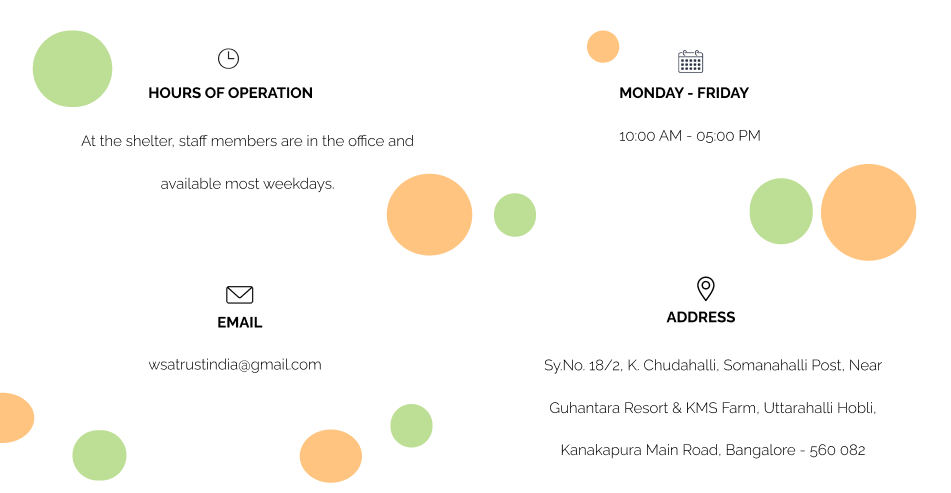 HOURS OF OPERATION
At the shelter, staff members are in the office and
available most weekdays.
MONDAY - FRIDAY
10:00 AM - 05:00 PM
EMAIL
wsatrustindia@gmail.com
ADDRESS
Sy.No. 18/2, K. Chudahalli, Somanahalli Post, Near
Guhantara Resort & KMS Farm, Uttarahalli Hobli,
Kanakapura Main Road, Bangalore - 560 082